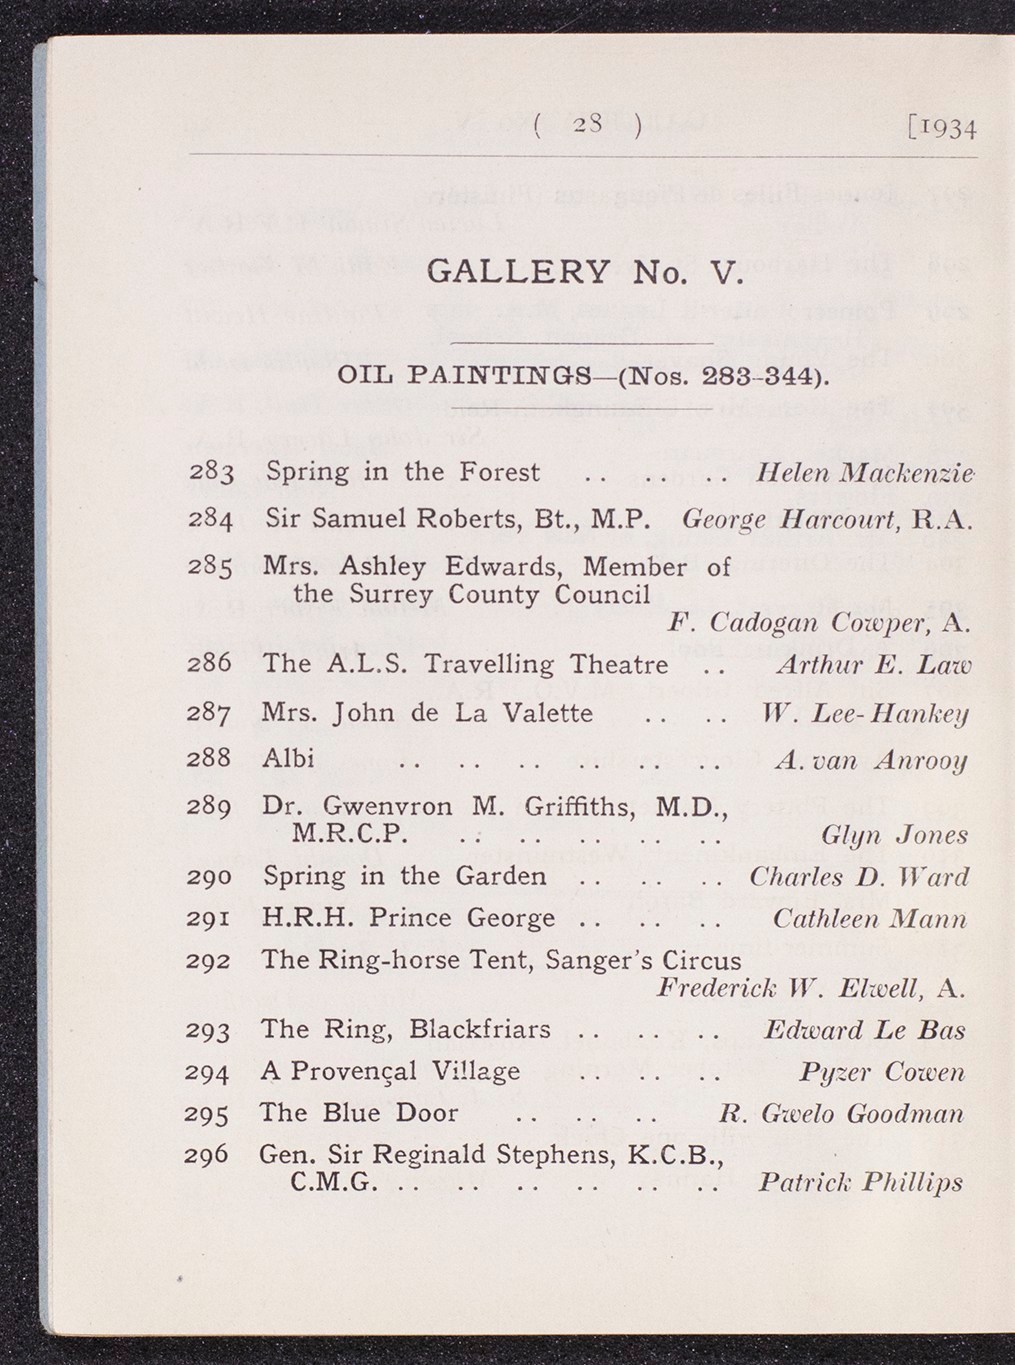 ( 28 ) [1934
GALLERY No. V.
OIL PAINTINGS—(Nos. 283-344).
283 Spring in the Forest .. .. .. Helen Mackenzie
284 Sir Samuel Roberts, Bt., M.P. George Harcourt, R.A.
285 Mrs. Ashley Edwards, Member of
the Surrey County Council
F. Cadogan Cowper, A.
286 The A.L.S. Travelling Theatre .. Arthur E. Law
287 Mrs. John de La Valette .. .. W. Lee-Hankey
288 Albi .. .. .. .. .. .. A. van Anrooy
289 Dr. Gwenvron M. Griffiths, M.D.,
M.R.C.P. .. .. .. .. .. Glyn Jones
290 Spring in the Garden .. .. .. Charles D. Ward
291 H.R.H. Prince George .. .. .. Cathleen Mann
292 The Ring-horse Tent, Sanger's Circus
Frederick W. Elwell, A.
293 The Ring, Blackfriars .. .. .. Edward Le Bas
294 A Provençal Village .. .. .. Pyzer Cowen
295 The Blue Door .. .. .. R. Gwelo Goodman
296 Gen. Sir Reginald Stephens, K.C.B.,
C.M.G. .. .. .. .. .. .. Patrick Phillips